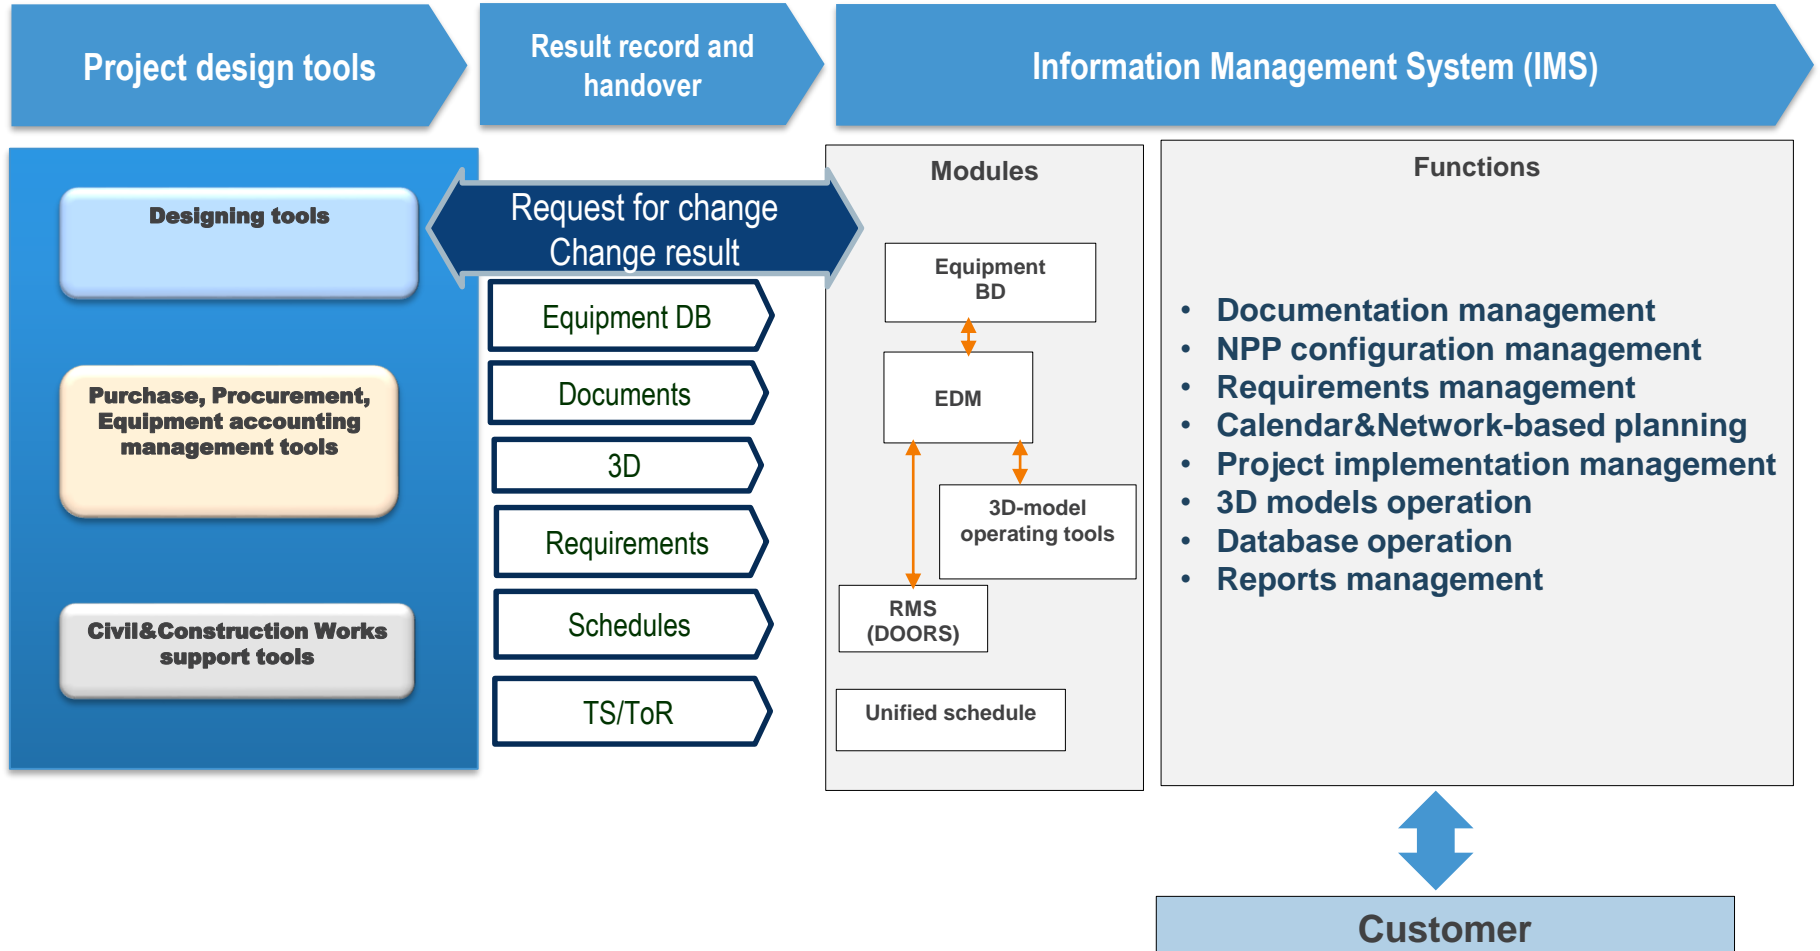 Project design tools
Result record and
handover
Information Management System (IMS)
Designing tools
Purchase, Procurement,
Equipment accounting
management tools
Civil&Construction Works
support tools
Request for change
Change result
Equipment DB
Documents
3D
Requirements
Schedules
TS/ToR
Modules
Equipment
BD
EDM
3D-model
operating tools
RMS
(DOORS)
Unified schedule
Functions
• Documentation management
• NPP configuration management
• Requirements management
• Calendar&Network-based planning
• Project implementation management
• 3D models operation
• Database operation
• Reports management
Customer